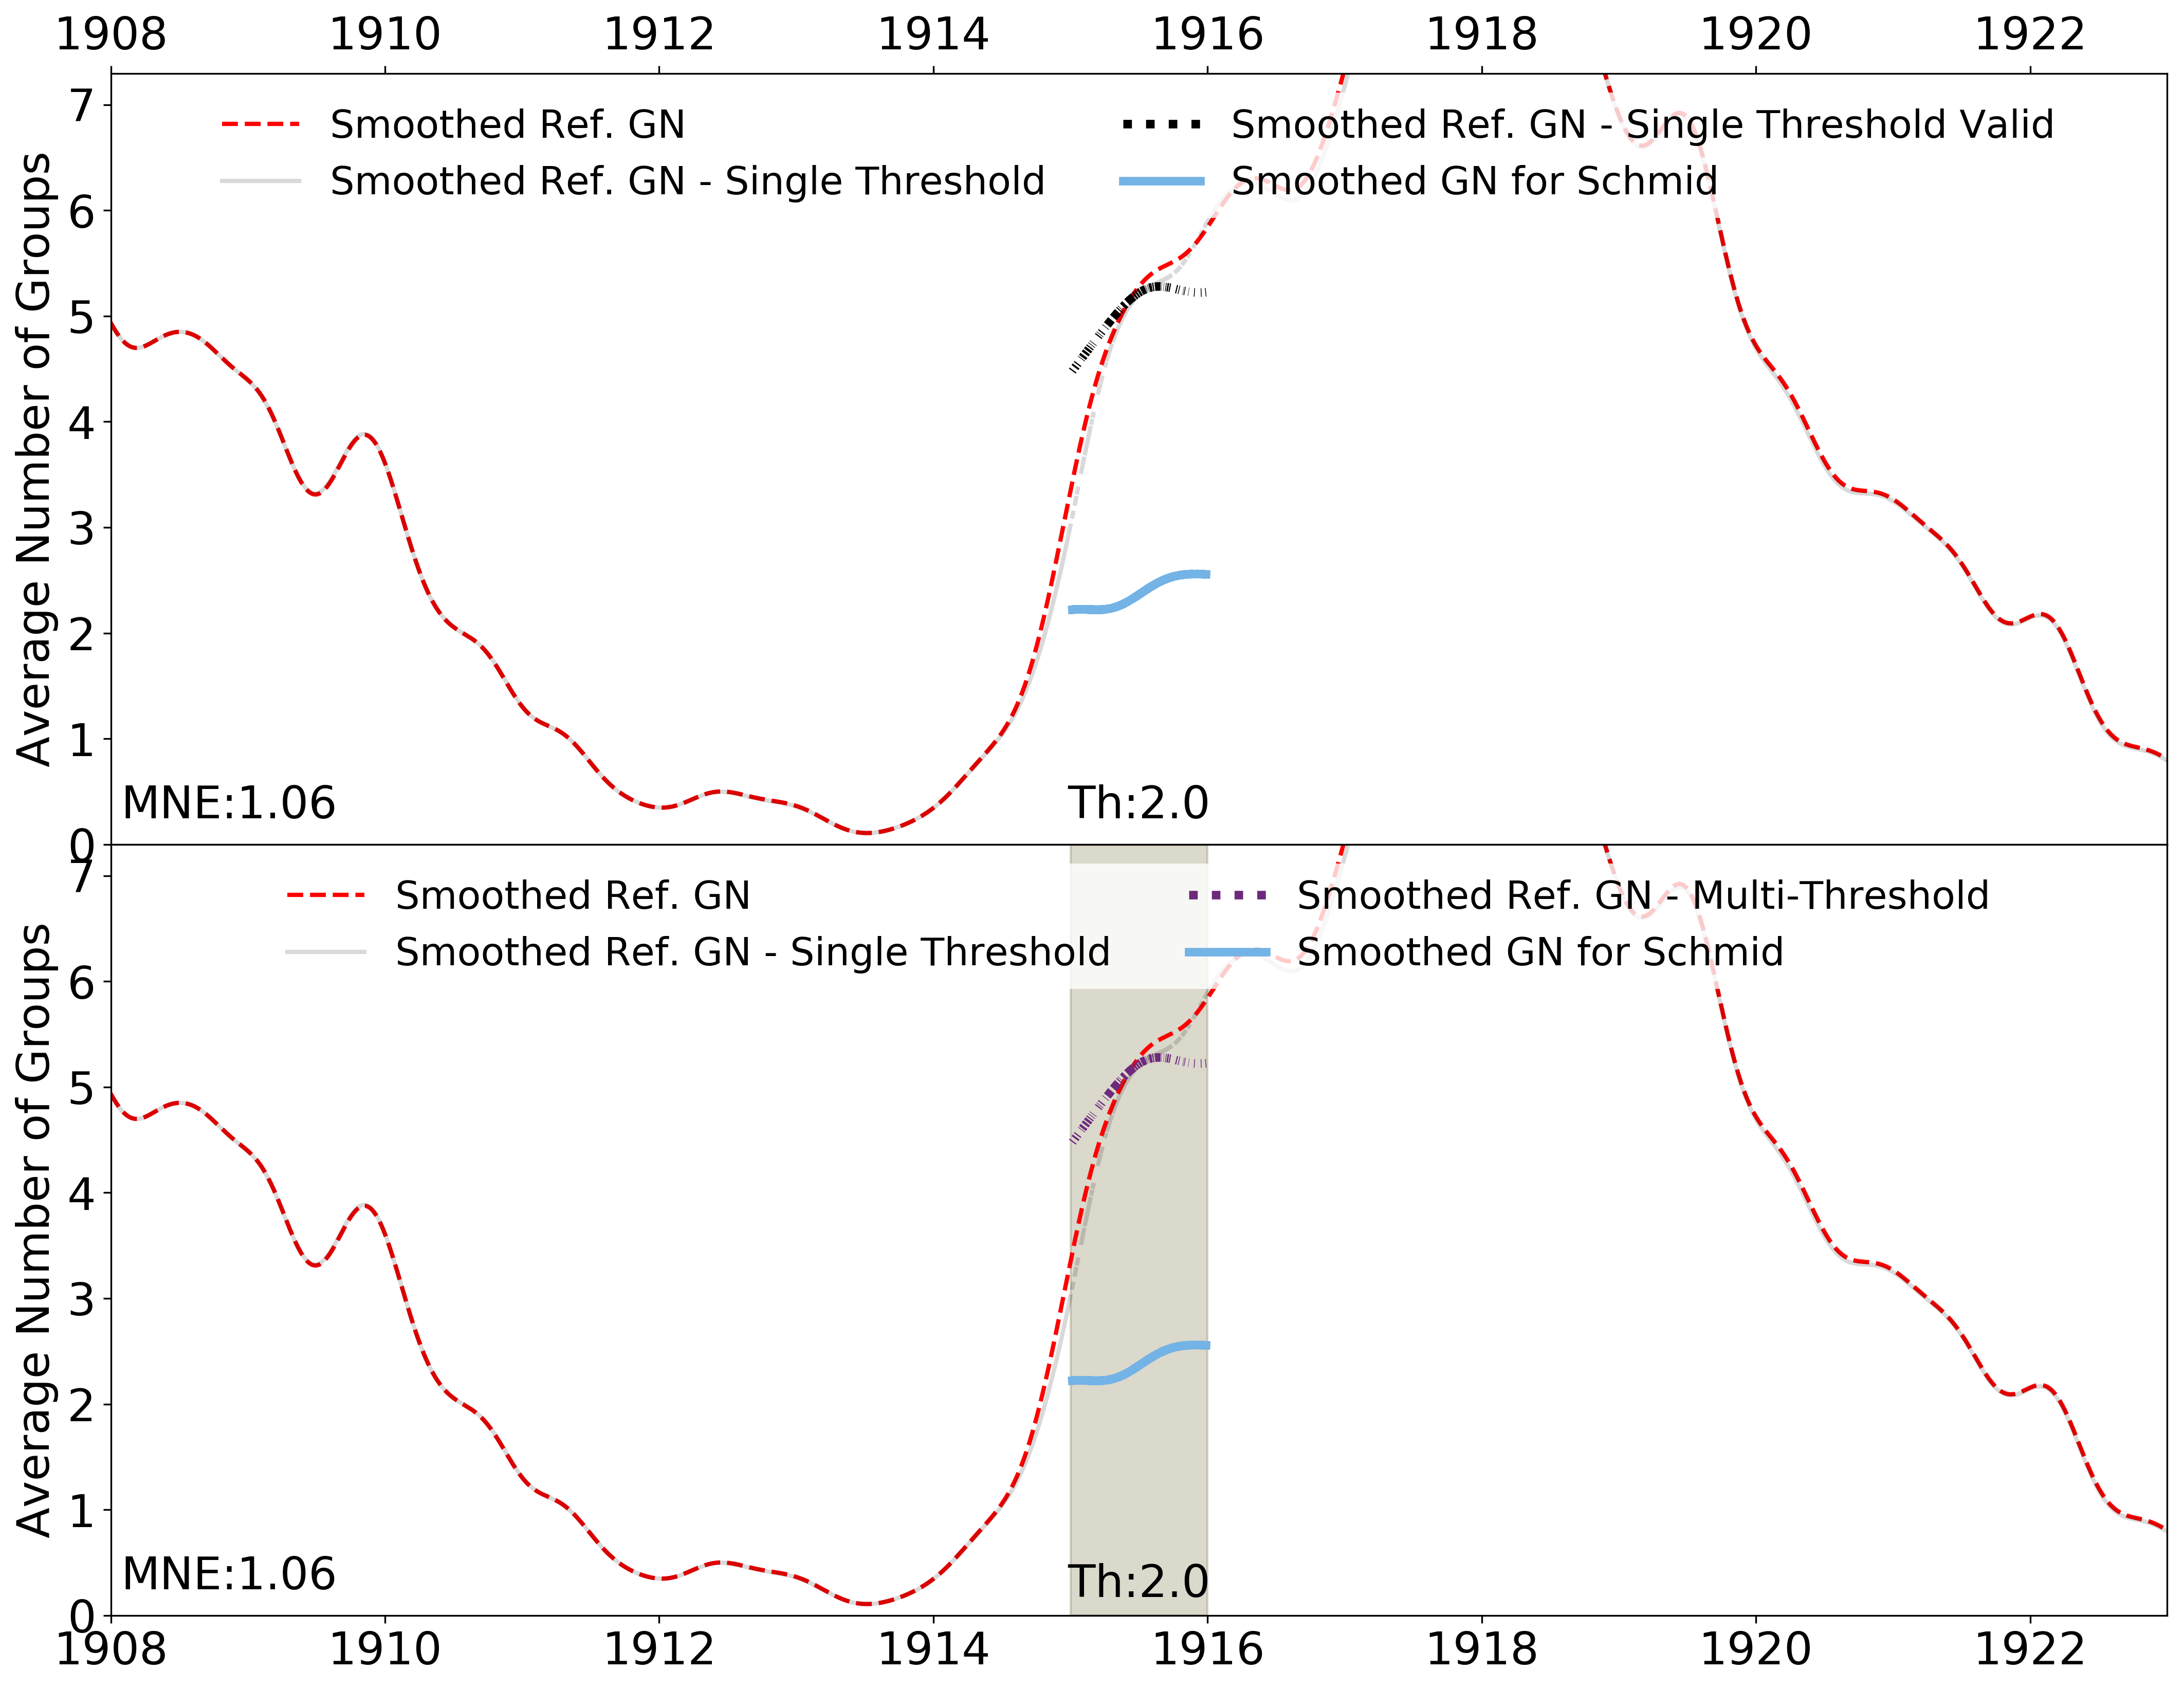 1908 1910 1912 1914 1916 1918 1920 1922
Average Number of Groups
7
6
5
4
3
2
1
0
Smoothed Ref. GN
Smoothed Ref. GN - Single Threshold
Smoothed Ref. GN - Single Threshold Valid
Smoothed GN for Schmid
MNE:1.06
Th:2.0
Average Number of Groups
7
6
5
4
3
2
1
0
Smoothed Ref. GN
Smoothed Ref. GN - Single Threshold
Smoothed Ref. GN - Multi-Threshold
Smoothed GN for Schmid
MNE:1.06
Th:2.0
1908 1910 1912 1914 1916 1918 1920 1922